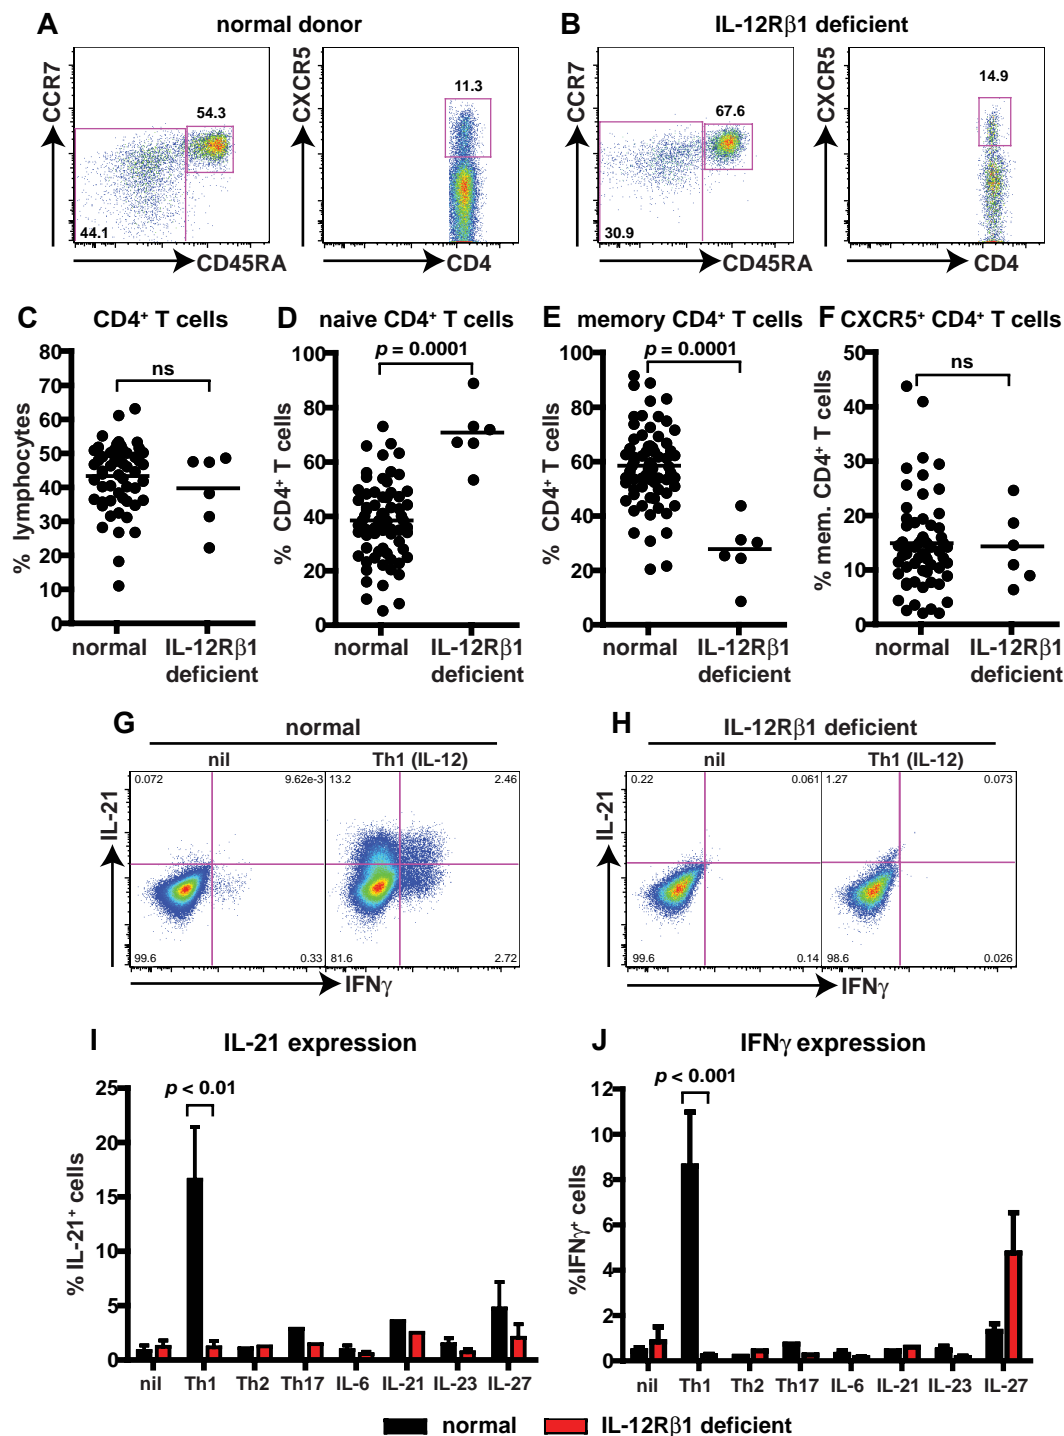 A normal donor
B IL-12Rβ1 deficient
CCR7
54.3
44.1
CD45RA
CXCR5
11.3
CD4
CCR7
67.6
30.9
CD45RA
CXCR5
14.9
CD4
C CD4+ T cells
% lymphocytes
80
70
60
50
40
30
20
10
0
ns
normal
IL-12Rβ1
deficient
D naive CD4+ T cells
% CD4+ T cells
100
80
60
40
20
0
p = 0.0001
normal
IL-12Rβ1
deficient
E memory CD4+ T cells
% CD4+ T cells
100
80
60
40
20
0
p = 0.0001
normal
IL-12Rβ1
deficient
F CXCR5+ CD4+ T cells
% mem. CD4+ T cells
50
40
30
20
10
0
ns
normal
IL-12Rβ1
deficient
G normal
nil
Th1 (IL-12)
IL-21
0.072
9.62e-3
99.6
0.33
13.2
2.46
81.6
2.72
IFNγ
H IL-12Rβ1 deficient
nil
Th1 (IL-12)
IL-21
0.22
0.061
99.6
0.14
1.27
0.073
98.6
0.026
IFNγ
I IL-21 expression
% IL-21+ cells
25
20
15
10
5
0
p < 0.01
nil Th1 Th2 Th17 IL-6 IL-21 IL-23 IL-27
J IFNγ expression
%IFNγ+ cells
12
10
8
6
4
2
0
p < 0.001
nil Th1 Th2 Th17 IL-6 IL-21 IL-23 IL-27
normal IL-12Rβ1 deficient